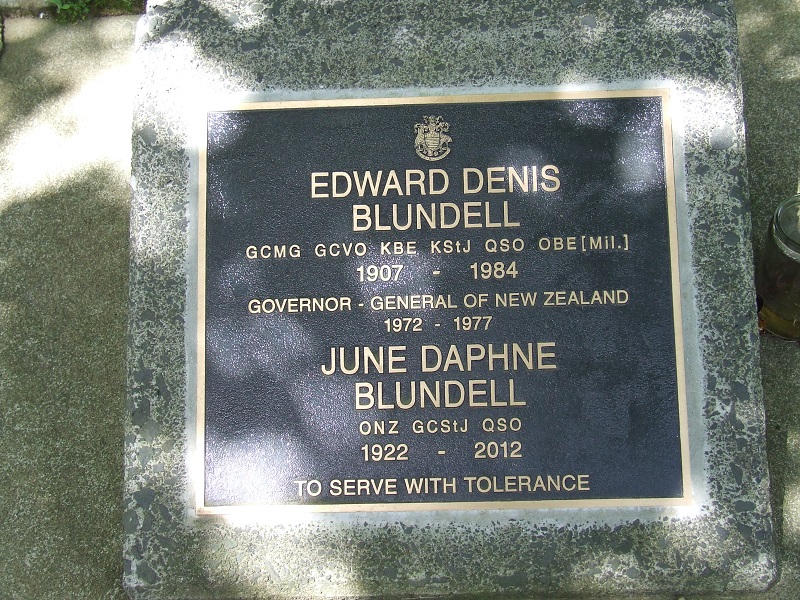 EDWARD DENIS
BLUNDELL
GCMG GCVO KBE KStJ QSO OBE [Mil.]
1907 - 1984
GOVERNOR - GENERAL OF NEW ZEALAND
1972 - 1977
JUNE DAPHNE
BLUNDELL
ONZ GCStJ QSO
1922 - 2012
TO SERVE WITH TOLERANCE